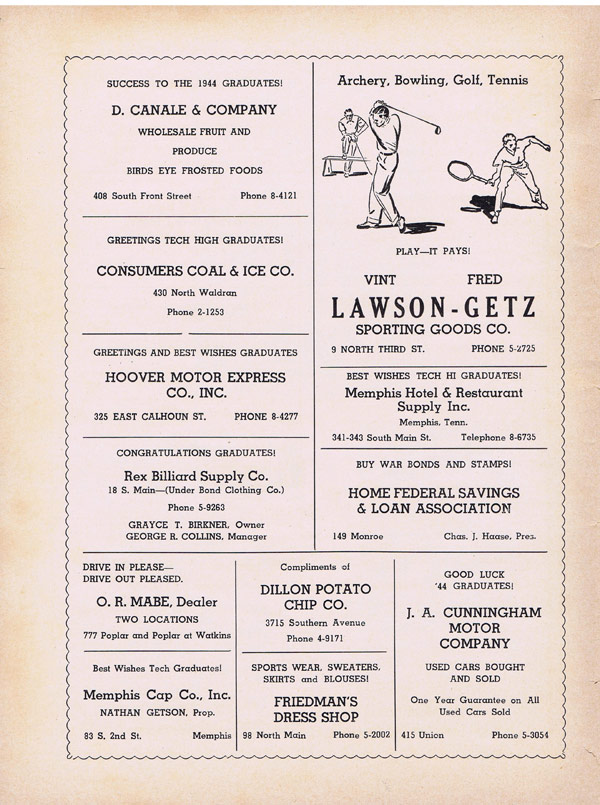 SUCCESS TO THE 1944 GRADUATES!
D. CANALE & COMPANY
WHOLESALE FRUIT AND
PRODUCE
BIRDS EYE FROSTED FOODS
408 South Front Street Phone 8-4121
GREETINGS TECH HIGH GRADUATES!
CONSUMERS COAL & ICE CO.
430 North Waldran
Phone 2-1253
GREETINGS AND BEST WISHES GRADUATES
HOOVER MOTOR EXPRESS
CO., INC.
325 EAST CALHOUN ST. PHONE 8-4277
CONGRATULATIONS GRADUATES!
Rex Billiard Supply Co.
18 S. Main—(Under Bond Clothing Co.)
Phone 5-9263
GRAYCE T. BIRKNER, Owner
GEORGE R. COLLINS, Manager
Archery, Bowling, Golf, Tennis
PLAY—IT PAYS!
VINT FRED
LAWSON-GETZ
SPORTING GOODS CO.
9 NORTH THIRD ST. PHONE 5-2725
BEST WISHES TECH HI GRADUATES!
Memphis Hotel & Restaurant
Supply Inc.
Memphis, Tenn.
341-343 South Main St. Telephone 8-6735
BUY WAR BONDS AND STAMPS!
HOME FEDERAL SAVINGS
& LOAN ASSOCIATION
149 Monroe Chas. J. Haase, Pres.
DRIVE IN PLEASE—
DRIVE OUT PLEASED.
O. R. MABE, Dealer
TWO LOCATIONS
777 Poplar and Poplar at Watkins
Best Wishes Tech Graduates!
Memphis Cap Co., Inc.
NATHAN GETSON, Prop.
83 S. 2nd St. Memphis
Compliments of
DILLON POTATO
CHIP CO.
3715 Southern Avenue
Phone 4-9171
SPORTS WEAR, SWEATERS,
SKIRTS and BLOUSES!
FRIEDMAN'S
DRESS SHOP
98 North Main Phone 5-2002
GOOD LUCK
'44 GRADUATES!
J. A. CUNNINGHAM
MOTOR
COMPANY
USED CARS BOUGHT
AND SOLD
One Year Guarantee on All
Used Cars Sold
415 Union Phone 5-3054